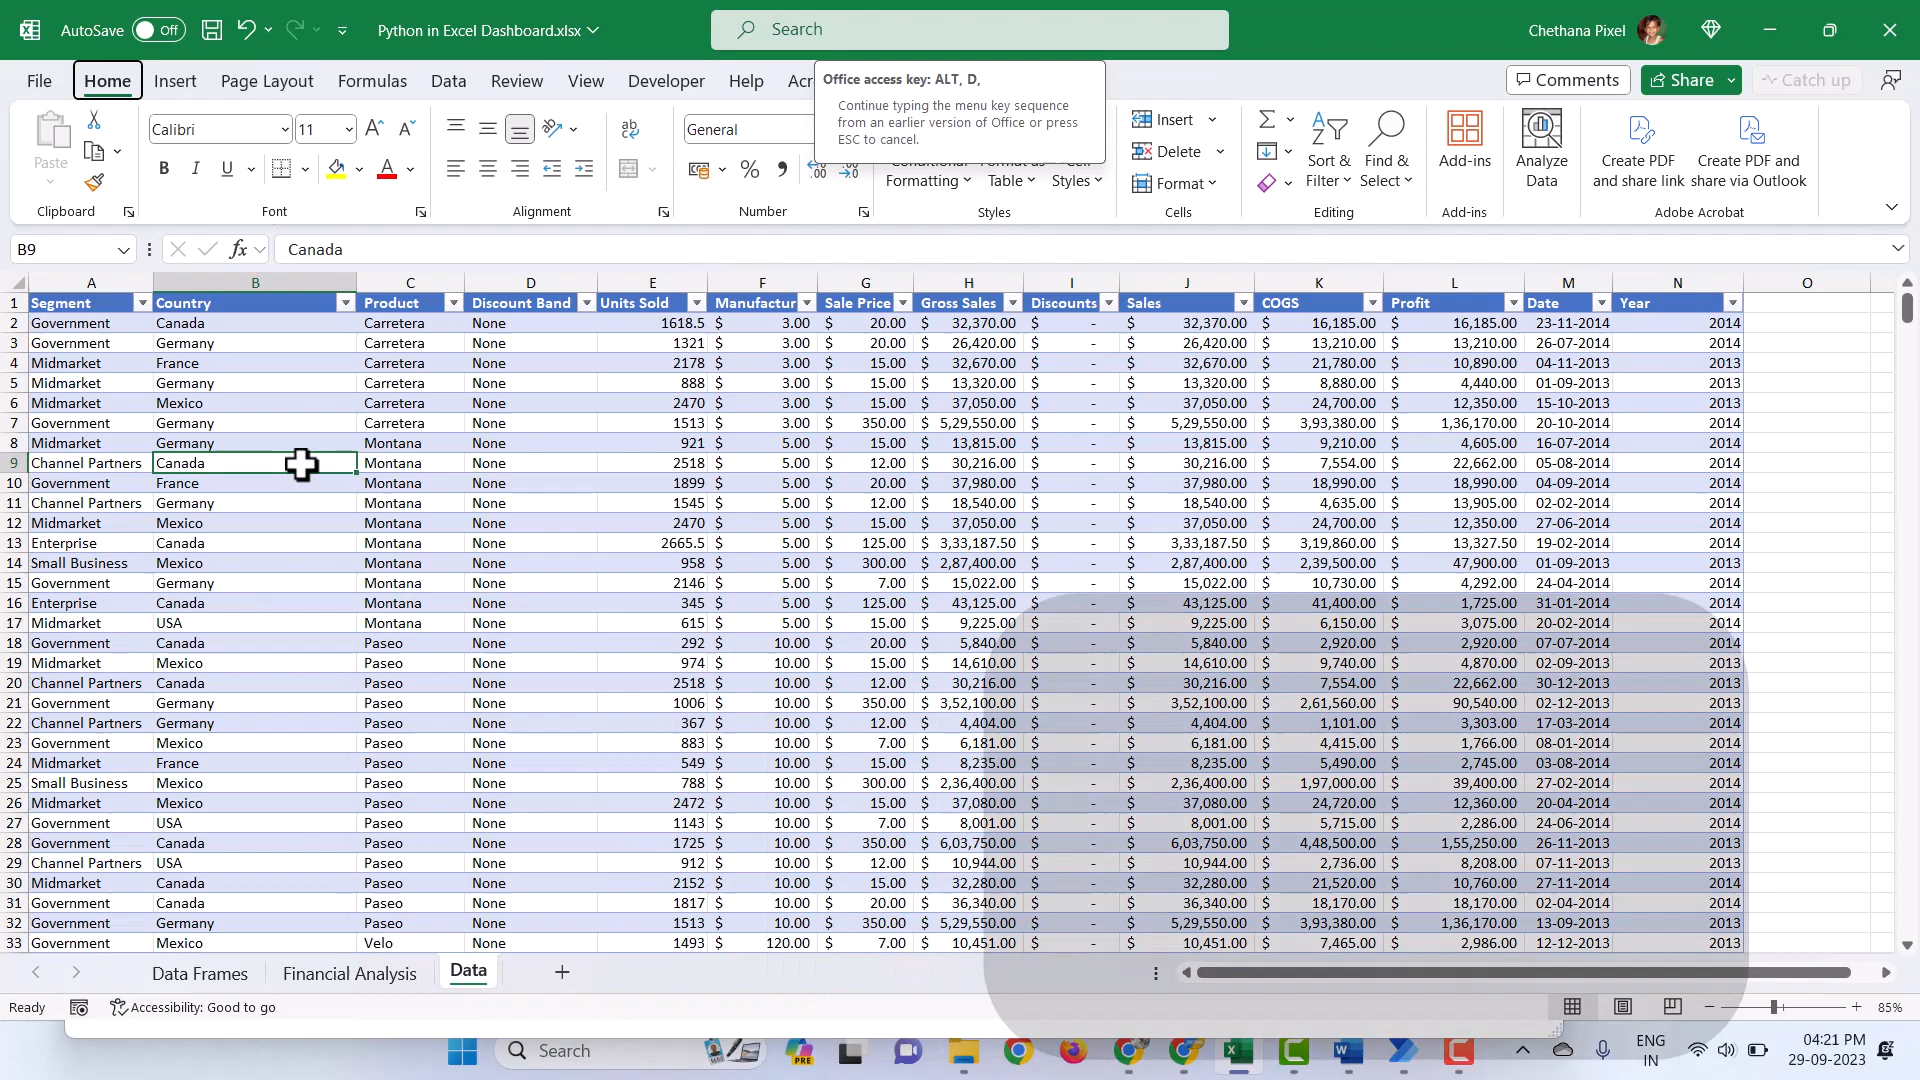 AutoSave Off Python in Excel Dashboard.xlsx Search Chethana Pixel
File Home Insert Page Layout Formulas Data Review View Developer Help Acr Comments Share Catch up
Office access key: ALT, D,
Continue typing the menu key sequence
from an earlier version of Office or press
ESC to cancel.
Paste Calibri 11 General Insert Delete Format
B I U
Formatting Table Styles
Sort & Filter Find & Select Add-ins Analyze Data Create PDF and share link Create PDF and share via Outlook
Clipboard Font Alignment Number Styles Cells Editing Add-ins Adobe Acrobat
B9 fx Canada
A B C D E F G H I J K L M N O
1 Segment Country Product Discount Band Units Sold Manufactur Sale Price Gross Sales Discounts Sales COGS Profit Date Year
2 Government Canada Carretera None 1618.5 $ 3.00 $ 20.00 $ 32,370.00 $ - $ 32,370.00 $ 16,185.00 $ 16,185.00 23-11-2014 2014
3 Government Germany Carretera None 1321 $ 3.00 $ 20.00 $ 26,420.00 $ - $ 26,420.00 $ 13,210.00 $ 13,210.00 26-07-2014 2014
4 Midmarket France Carretera None 2178 $ 3.00 $ 15.00 $ 32,670.00 $ - $ 32,670.00 $ 21,780.00 $ 10,890.00 04-11-2013 2013
5 Midmarket Germany Carretera None 888 $ 3.00 $ 15.00 $ 13,320.00 $ - $ 13,320.00 $ 8,880.00 $ 4,440.00 01-09-2013 2013
6 Midmarket Mexico Carretera None 2470 $ 3.00 $ 15.00 $ 37,050.00 $ - $ 37,050.00 $ 24,700.00 $ 12,350.00 15-10-2013 2013
7 Government Germany Carretera None 1513 $ 3.00 $ 350.00 $ 5,29,550.00 $ - $ 5,29,550.00 $ 3,93,380.00 $ 1,36,170.00 20-10-2014 2014
8 Midmarket Germany Montana None 921 $ 5.00 $ 15.00 $ 13,815.00 $ - $ 13,815.00 $ 9,210.00 $ 4,605.00 16-07-2014 2014
9 Channel Partners Canada Montana None 2518 $ 5.00 $ 12.00 $ 30,216.00 $ - $ 30,216.00 $ 7,554.00 $ 22,662.00 05-08-2014 2014
10 Government France Montana None 1899 $ 5.00 $ 20.00 $ 37,980.00 $ - $ 37,980.00 $ 18,990.00 $ 18,990.00 04-09-2014 2014
11 Channel Partners Germany Montana None 1545 $ 5.00 $ 12.00 $ 18,540.00 $ - $ 18,540.00 $ 4,635.00 $ 13,905.00 02-02-2014 2014
12 Midmarket Mexico Montana None 2470 $ 5.00 $ 15.00 $ 37,050.00 $ - $ 37,050.00 $ 24,700.00 $ 12,350.00 27-06-2014 2014
13 Enterprise Canada Montana None 2665.5 $ 5.00 $ 125.00 $ 3,33,187.50 $ - $ 3,33,187.50 $ 3,19,860.00 $ 13,327.50 19-02-2014 2014
14 Small Business Mexico Montana None 958 $ 5.00 $ 300.00 $ 2,87,400.00 $ - $ 2,87,400.00 $ 2,39,500.00 $ 47,900.00 01-09-2013 2013
15 Government Germany Montana None 2146 $ 5.00 $ 7.00 $ 15,022.00 $ - $ 15,022.00 $ 10,730.00 $ 4,292.00 24-04-2014 2014
16 Enterprise Canada Montana None 345 $ 5.00 $ 125.00 $ 43,125.00 $ - $ 43,125.00 $ 41,400.00 $ 1,725.00 31-01-2014 2014
17 Midmarket USA Montana None 615 $ 5.00 $ 15.00 $ 9,225.00 $ - $ 9,225.00 $ 6,150.00 $ 3,075.00 20-02-2014 2014
18 Government Canada Paseo None 292 $ 10.00 $ 20.00 $ 5,840.00 $ - $ 5,840.00 $ 2,920.00 $ 2,920.00 07-07-2014 2014
19 Midmarket Mexico Paseo None 974 $ 10.00 $ 15.00 $ 14,610.00 $ - $ 14,610.00 $ 9,740.00 $ 4,870.00 02-09-2013 2013
20 Channel Partners Canada Paseo None 2518 $ 10.00 $ 12.00 $ 30,216.00 $ - $ 30,216.00 $ 7,554.00 $ 22,662.00 30-12-2013 2013
21 Government Germany Paseo None 1006 $ 10.00 $ 350.00 $ 3,52,100.00 $ - $ 3,52,100.00 $ 2,61,560.00 $ 90,540.00 02-12-2013 2013
22 Channel Partners Germany Paseo None 367 $ 10.00 $ 12.00 $ 4,404.00 $ - $ 4,404.00 $ 1,101.00 $ 3,303.00 17-03-2014 2014
23 Government Mexico Paseo None 883 $ 10.00 $ 7.00 $ 6,181.00 $ - $ 6,181.00 $ 4,415.00 $ 1,766.00 08-01-2014 2014
24 Midmarket France Paseo None 549 $ 10.00 $ 15.00 $ 8,235.00 $ - $ 8,235.00 $ 5,490.00 $ 2,745.00 03-08-2014 2014
25 Small Business Mexico Paseo None 788 $ 10.00 $ 300.00 $ 2,36,400.00 $ - $ 2,36,400.00 $ 1,97,000.00 $ 39,400.00 27-02-2014 2014
26 Midmarket Mexico Paseo None 2472 $ 10.00 $ 15.00 $ 37,080.00 $ - $ 37,080.00 $ 24,720.00 $ 12,360.00 20-04-2014 2014
27 Government USA Paseo None 1143 $ 10.00 $ 7.00 $ 8,001.00 $ - $ 8,001.00 $ 5,715.00 $ 2,286.00 24-06-2014 2014
28 Government Canada Paseo None 1725 $ 10.00 $ 350.00 $ 6,03,750.00 $ - $ 6,03,750.00 $ 4,48,500.00 $ 1,55,250.00 26-11-2013 2013
29 Channel Partners USA Paseo None 912 $ 10.00 $ 12.00 $ 10,944.00 $ - $ 10,944.00 $ 2,736.00 $ 8,208.00 07-11-2013 2013
30 Midmarket Canada Paseo None 2152 $ 10.00 $ 15.00 $ 32,280.00 $ - $ 32,280.00 $ 21,520.00 $ 10,760.00 27-11-2014 2014
31 Government Canada Paseo None 1817 $ 10.00 $ 20.00 $ 36,340.00 $ - $ 36,340.00 $ 18,170.00 $ 18,170.00 02-04-2014 2014
32 Government Germany Paseo None 1513 $ 10.00 $ 350.00 $ 5,29,550.00 $ - $ 5,29,550.00 $ 3,93,380.00 $ 1,36,170.00 13-09-2013 2013
33 Government Mexico Velo None 1493 $ 120.00 $ 7.00 $ 10,451.00 $ - $ 10,451.00 $ 7,465.00 $ 2,986.00 12-12-2013 2013
Data Frames Financial Analysis Data
Ready Accessibility: Good to go 85%
Search PRE ENG IN 04:21 PM 29-09-2023